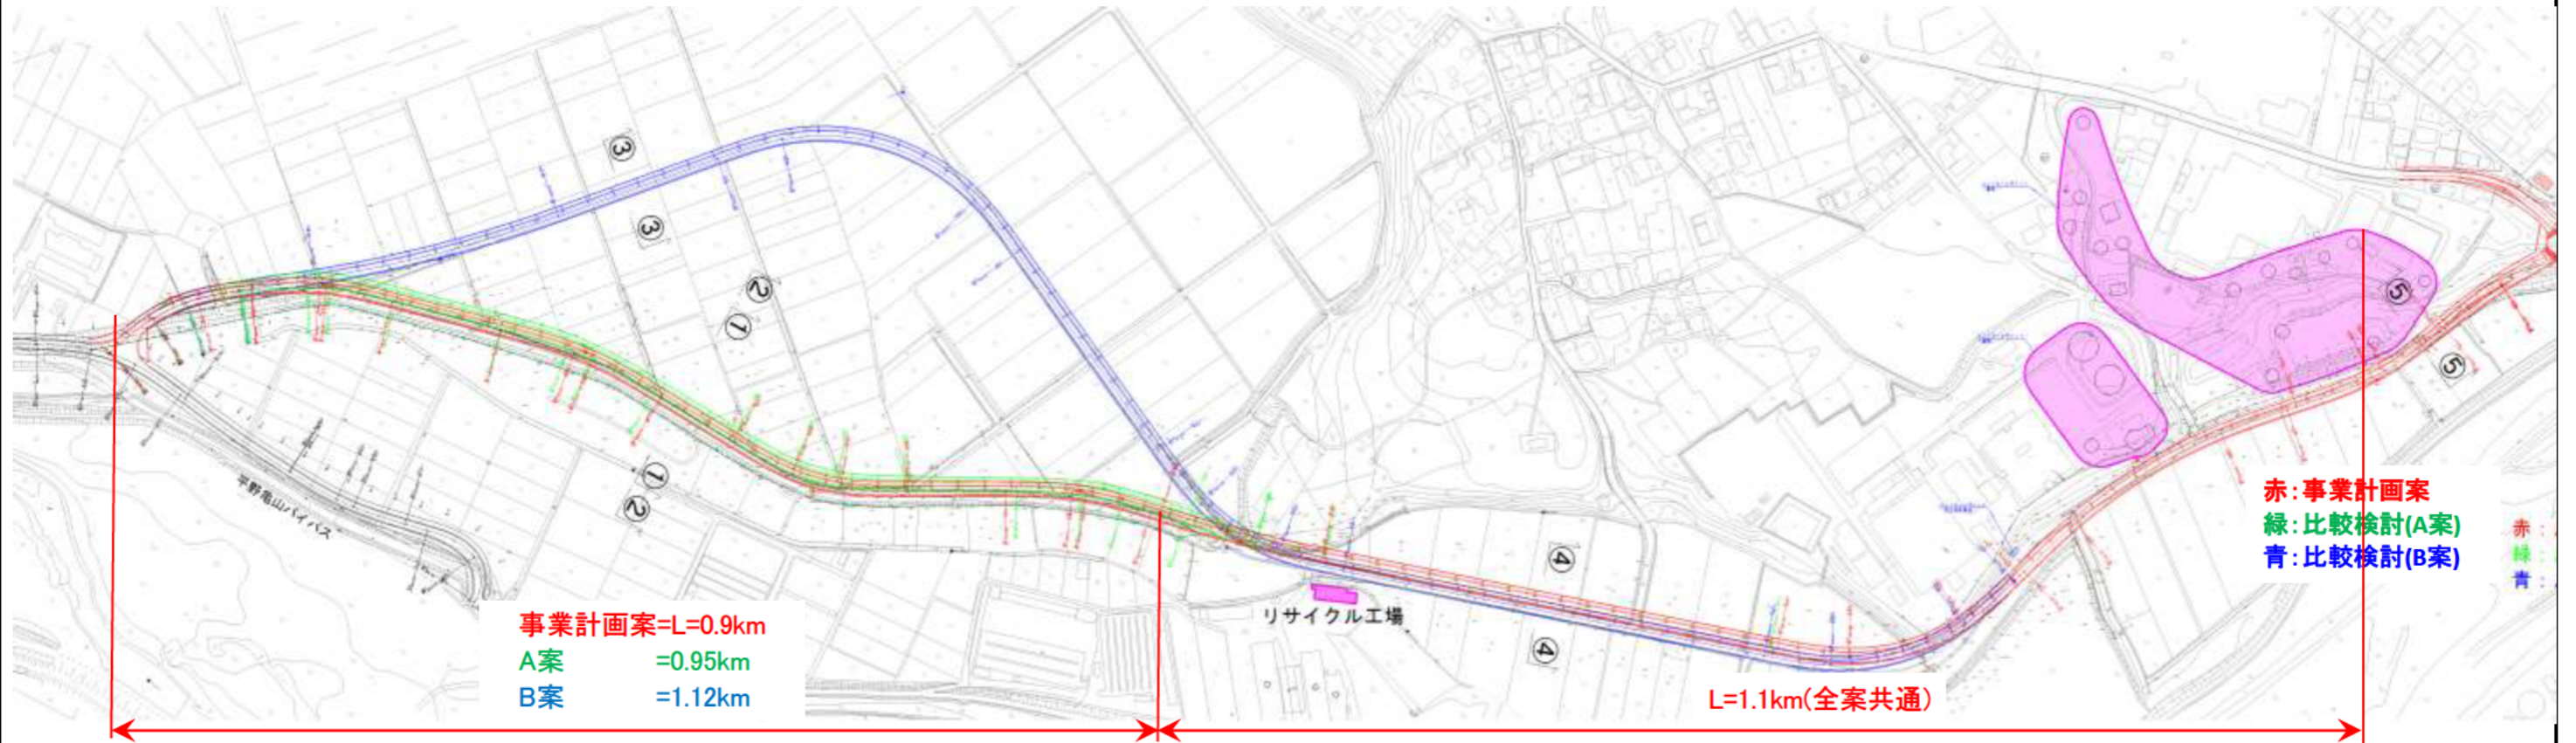 ③
③
②
①
①
②
平野亀山バイパス
④
④
⑤
⑤
リサイクル工場
赤：事業計画案
緑：比較検討(A案)
青：比較検討(B案)
赤：
緑：
青：
事業計画案=L=0.9km
A案 =0.95km
B案 =1.12km
L=1.1km(全案共通)